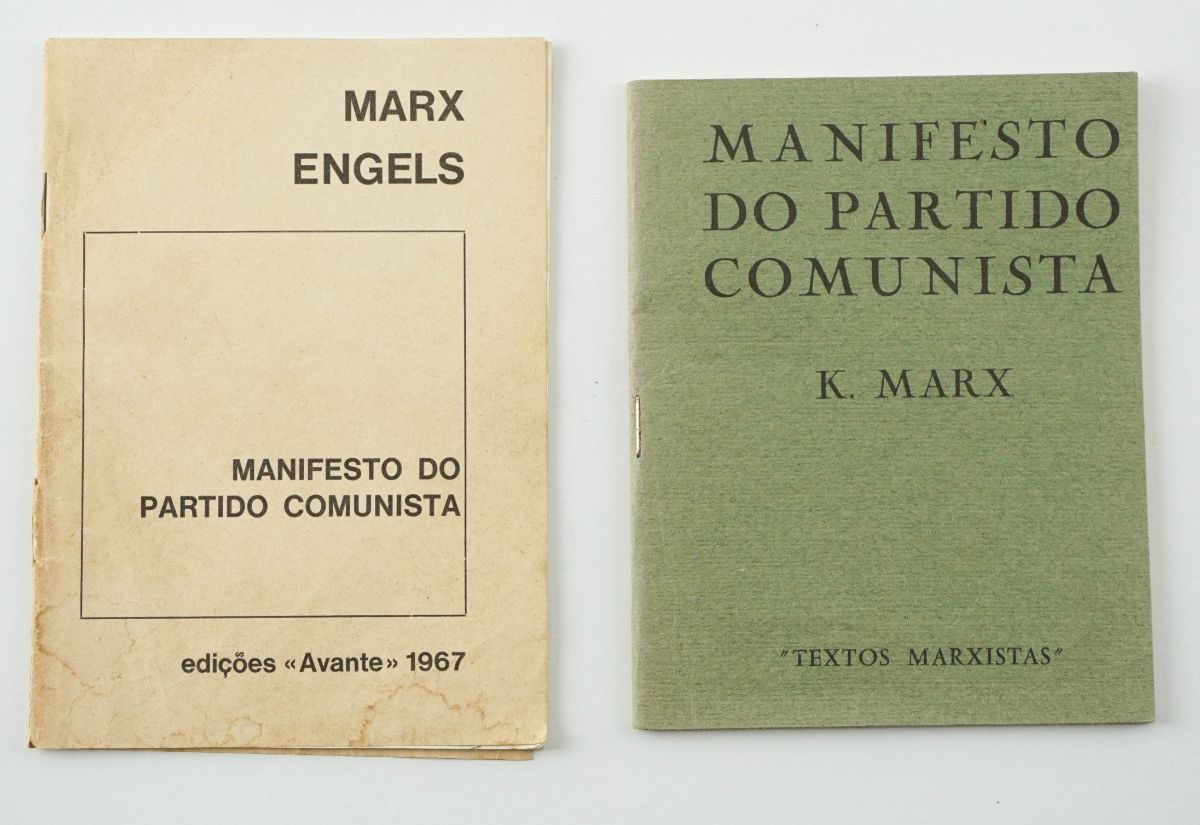 MARX
ENGELS
MANIFESTO DO
PARTIDO COMUNISTA
edições «Avante» 1967
MANIFESTO
DO PARTIDO
COMUNISTA
K. MARX
"TEXTOS MARXISTAS"